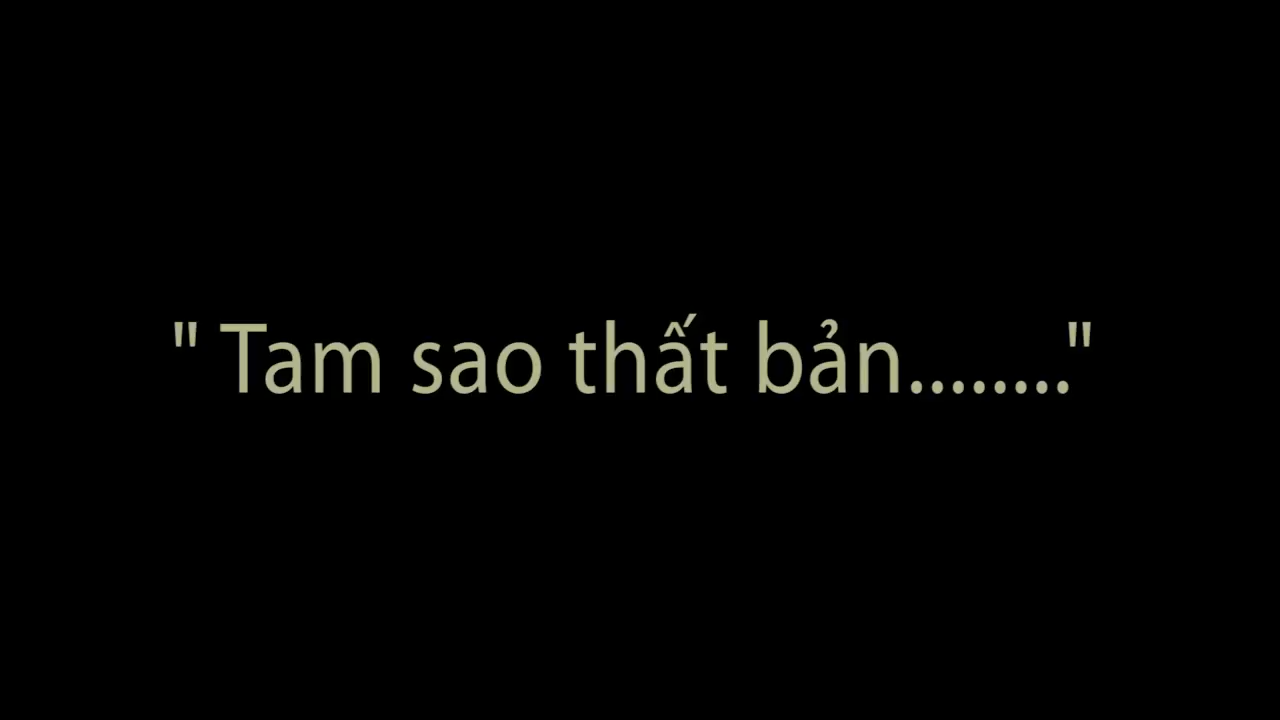 " Tam sao thất bản........"